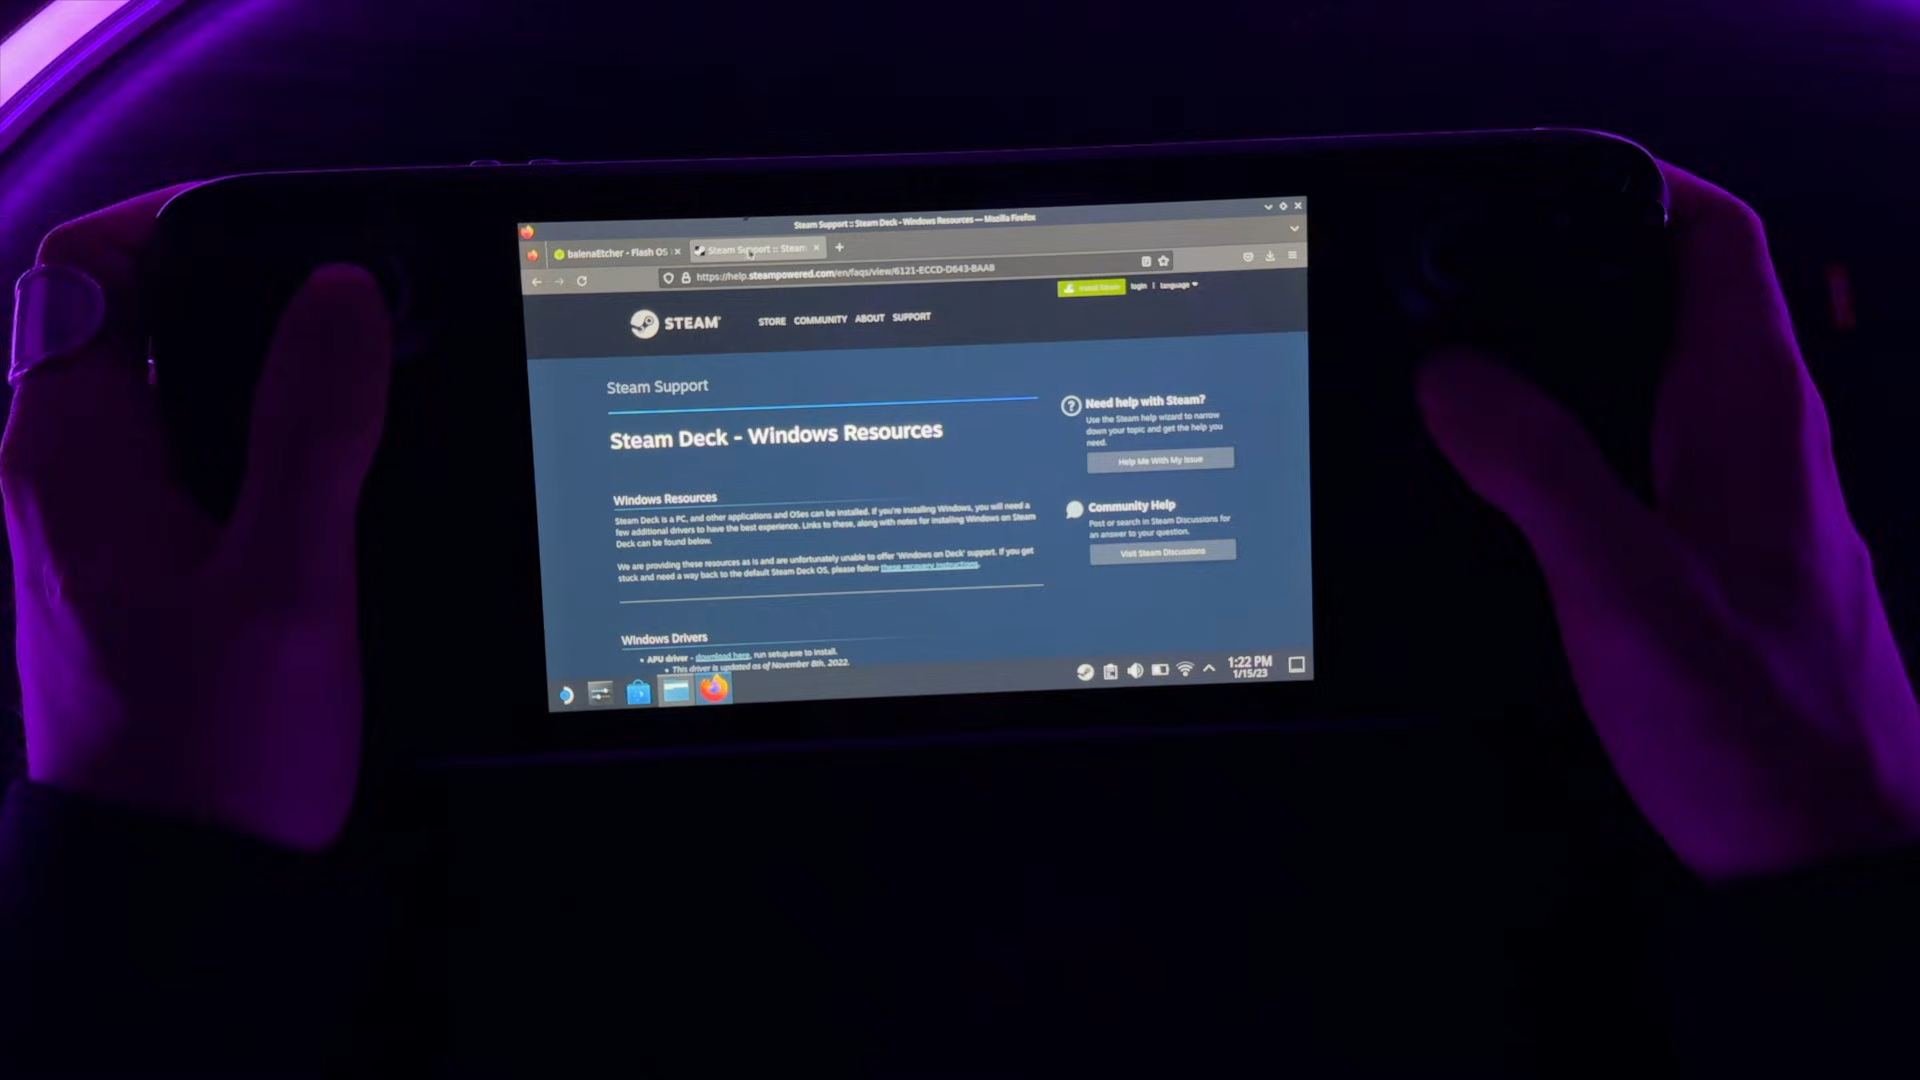 Steam Support :: Steam Deck - Windows Resources — Mozilla Firefox
balenaEtcher - Flash OS
Steam Support :: Steam
https://help.steampowered.com/en/faqs/view/6121-ECCD-D643-BAAB
Install Steam login | language
STEAM STORE COMMUNITY ABOUT SUPPORT
Steam Support
Steam Deck - Windows Resources
Windows Resources
Steam Deck is a PC, and other applications and OSes can be installed. If you're installing Windows, you will need a
few additional drivers to have the best experience. Links to these, along with notes for installing Windows on Steam
Deck can be found below.
We are providing these resources as is and are unfortunately unable to offer 'Windows on Deck' support. If you get
stuck and need a way back to the default Steam Deck OS, please follow these recovery instructions.
Windows Drivers
• APU driver - download here, run setup.exe to install.
• This driver is updated as of November 8th, 2022.
Need help with Steam?
Use the Steam help wizard to narrow
down your topic and get the help you
need.
Help Me With My Issue
Community Help
Post or search in Steam Discussions for
an answer to your question.
Visit Steam Discussions
1:22 PM
1/15/23